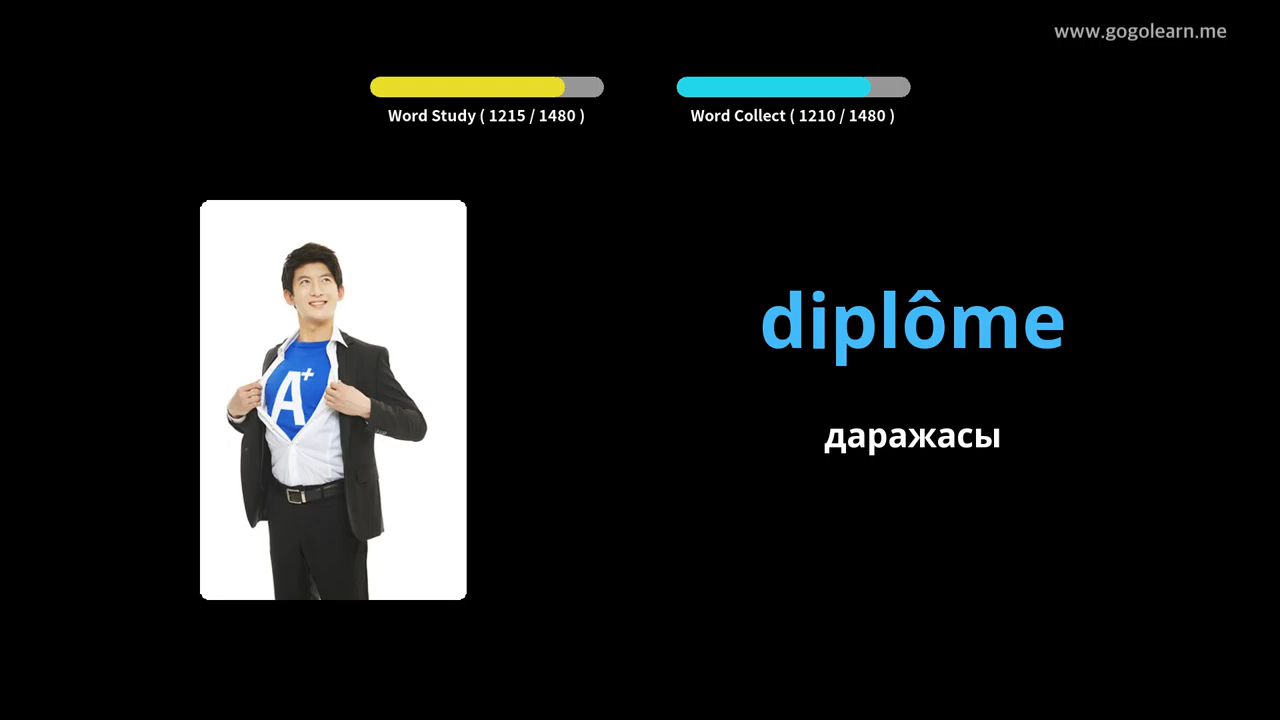 www.gogolearn.me
Word Study ( 1215 / 1480 )
Word Collect ( 1210 / 1480 )
A+
diplôme
даражасы